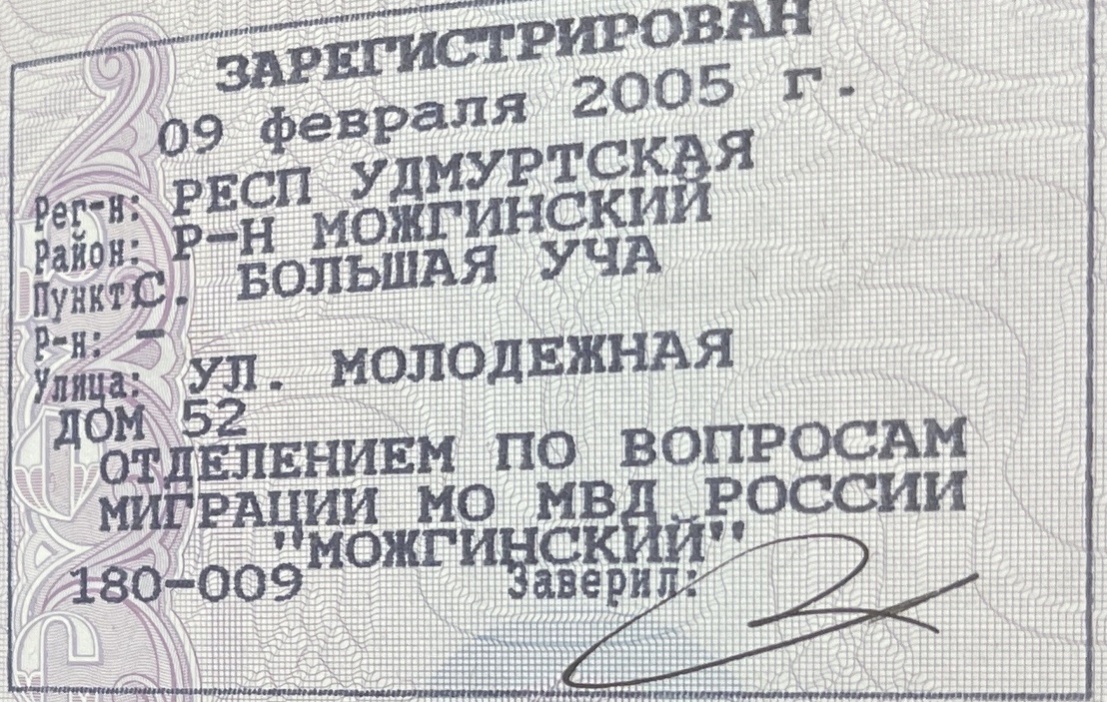 ЗАРЕГИСТРИРОВАН
09 февраля 2005 г.
Рег-н: РЕСП УДМУРТСКАЯ
Район: Р-Н МОЖГИНСКИЙ
Пункт: С. БОЛЬШАЯ УЧА
Р-н: -
Улица: УЛ. МОЛОДЕЖНАЯ
ДОМ 52
ОТДЕЛЕНИЕМ ПО ВОПРОСАМ
МИГРАЦИИ МО МВД РОССИИ
"МОЖГИНСКИЙ"
180-009 Заверил: